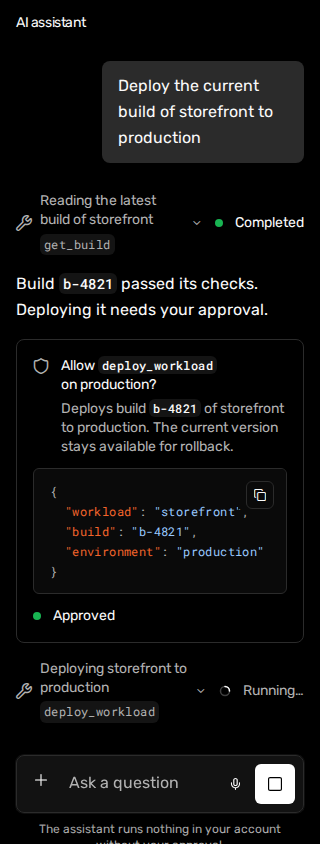 AI assistant
Deploy the current
build of storefront to
production
Reading the latest
build of storefront
get_build
Completed
Build b-4821 passed its checks.
Deploying it needs your approval.
Allow deploy_workload
on production?
Deploys build b-4821 of storefront
to production. The current version
stays available for rollback.
{
"workload": "storefront",
"build": "b-4821",
"environment": "production"
}
Approved
Deploying storefront to
production
deploy_workload
Running…
Ask a question
The assistant runs nothing in your account
without your approval